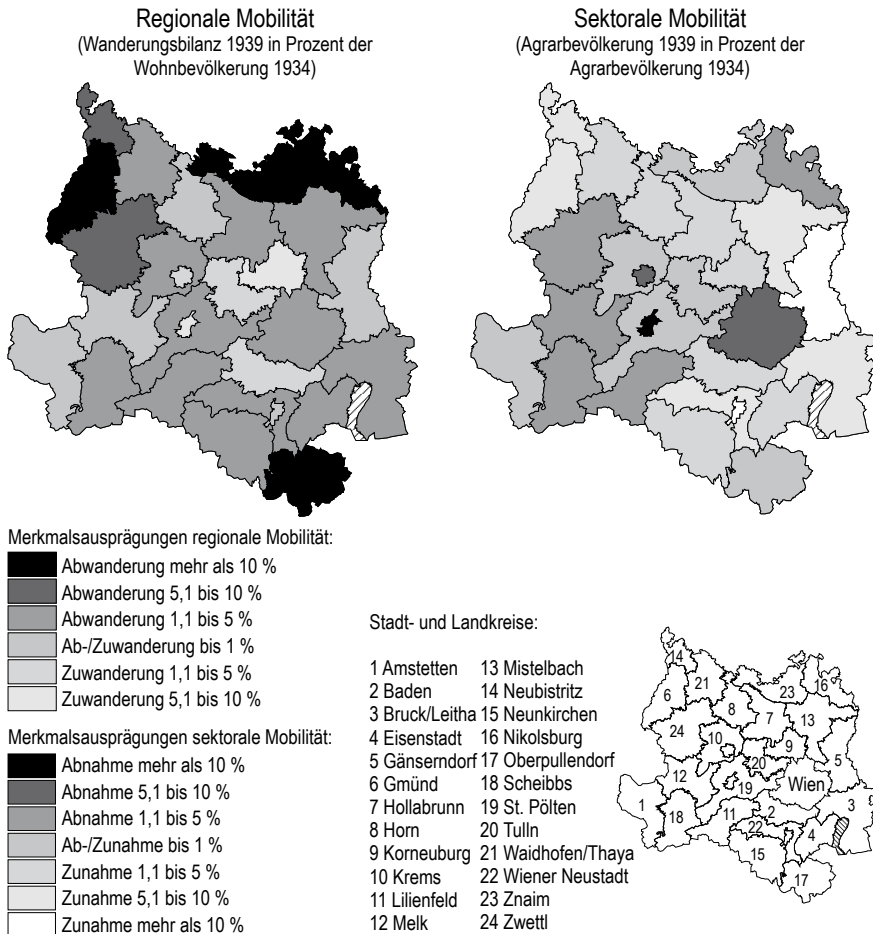 Regionale Mobilität
(Wanderungsbilanz 1939 in Prozent der
Wohnbevölkerung 1934)
Sektorale Mobilität
(Agrarbevölkerung 1939 in Prozent der
Agrarbevölkerung 1934)
Merkmalsausprägungen regionale Mobilität:
Abwanderung mehr als 10 %
Abwanderung 5,1 bis 10 %
Abwanderung 1,1 bis 5 %
Ab-/Zuwanderung bis 1 %
Zuwanderung 1,1 bis 5 %
Zuwanderung 5,1 bis 10 %
Merkmalsausprägungen sektorale Mobilität:
Abnahme mehr als 10 %
Abnahme 5,1 bis 10 %
Abnahme 1,1 bis 5 %
Ab-/Zunahme bis 1 %
Zunahme 1,1 bis 5 %
Zunahme 5,1 bis 10 %
Zunahme mehr als 10 %
Stadt- und Landkreise:
1 Amstetten
2 Baden
3 Bruck/Leitha
4 Eisenstadt
5 Gänserndorf
6 Gmünd
7 Hollabrunn
8 Horn
9 Korneuburg
10 Krems
11 Lilienfeld
12 Melk
13 Mistelbach
14 Neubistritz
15 Neunkirchen
16 Nikolsburg
17 Oberpullendorf
18 Scheibbs
19 St. Pölten
20 Tulln
21 Waidhofen/Thaya
22 Wiener Neustadt
23 Znaim
24 Zwettl
14
21
16
6
23
8
7
13
24
10
9
5
20
12
Wien
19
1
3
18
11
2
22
4
15
17